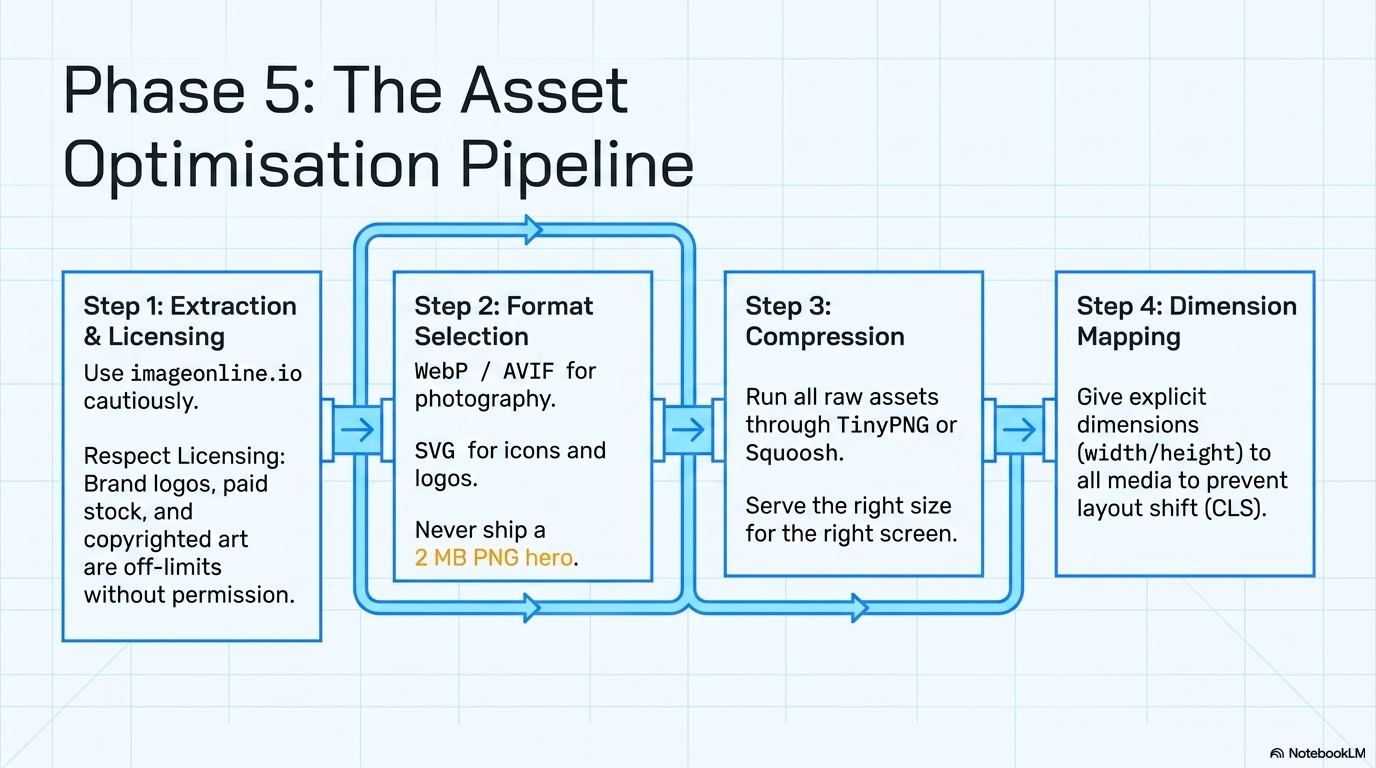 Phase 5: The Asset
Optimisation Pipeline
Step 1: Extraction
& Licensing
Use imageonline.io
cautiously.
Respect Licensing:
Brand logos, paid
stock, and
copyrighted art
are off-limits
without permission.
Step 2: Format
Selection
WebP / AVIF for
photography.
SVG for icons and
logos.
Never ship a
2 MB PNG hero.
Step 3:
Compression
Run all raw assets
through TinyPNG or
Squoosh.
Serve the right size
for the right screen.
Step 4: Dimension
Mapping
Give explicit
dimensions
(width/height) to
all media to prevent
layout shift (CLS).
NotebookLM